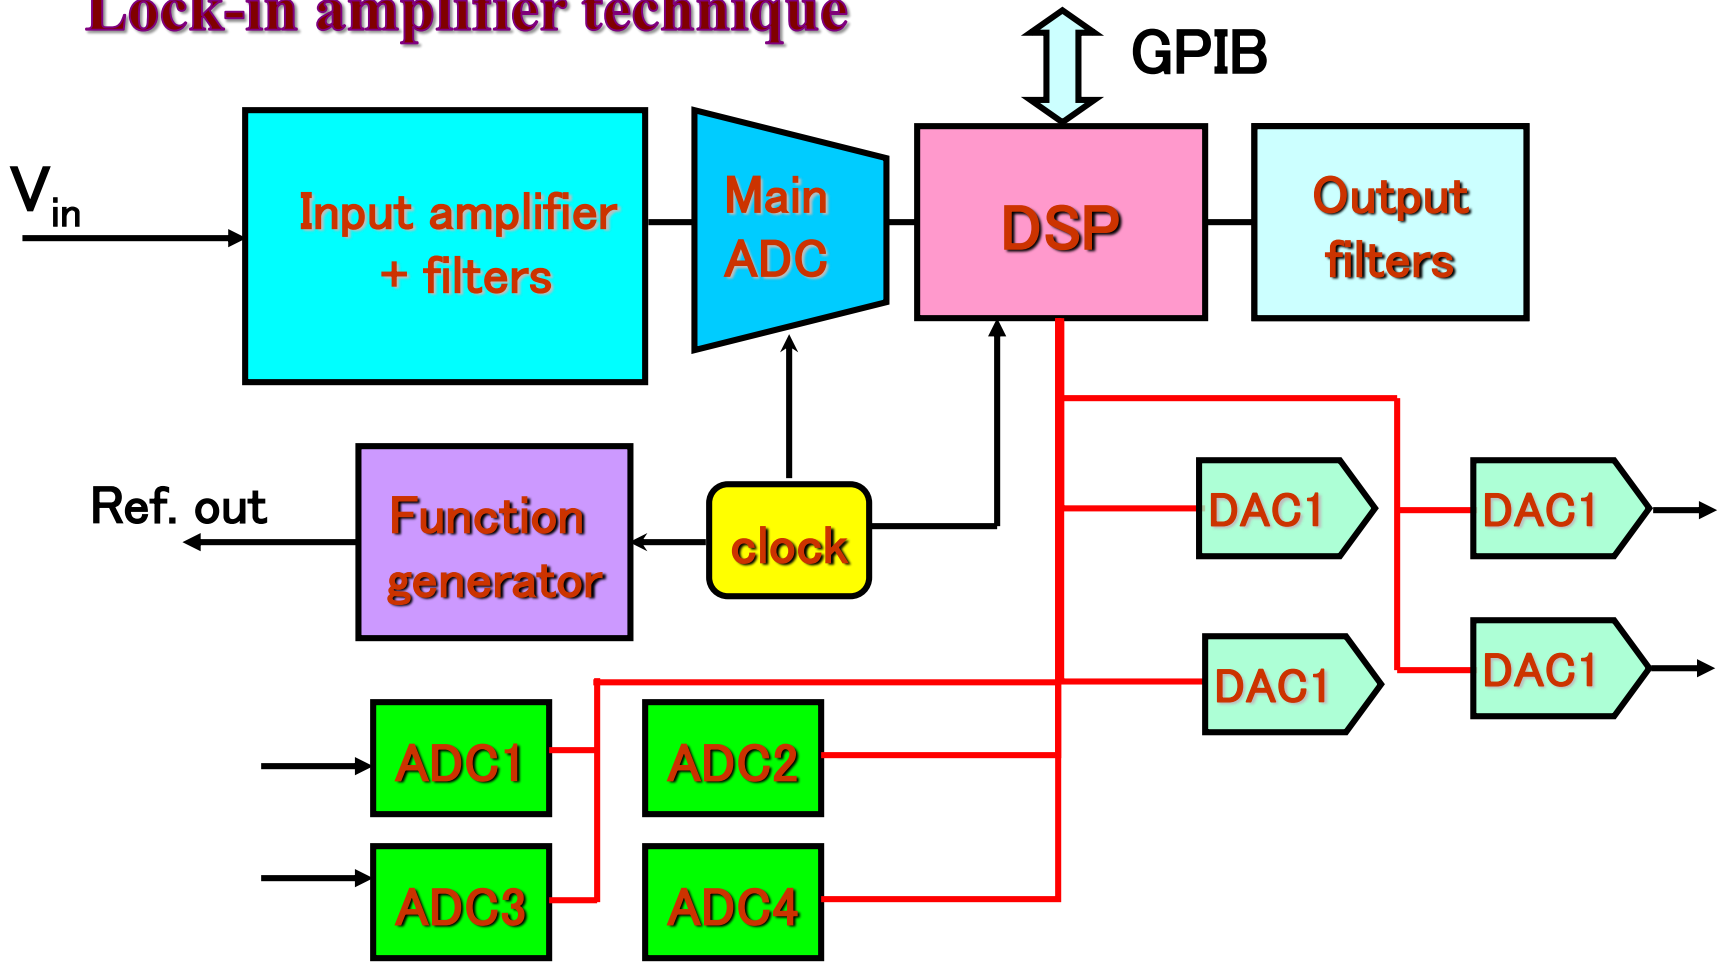 Lock-in amplifier technique
GPIB
V
in
Input amplifier
+ filters
Main
ADC
DSP
Output
filters
Ref. out
Function
generator
clock
DAC1
DAC1
DAC1
DAC1
ADC1
ADC2
ADC3
ADC4